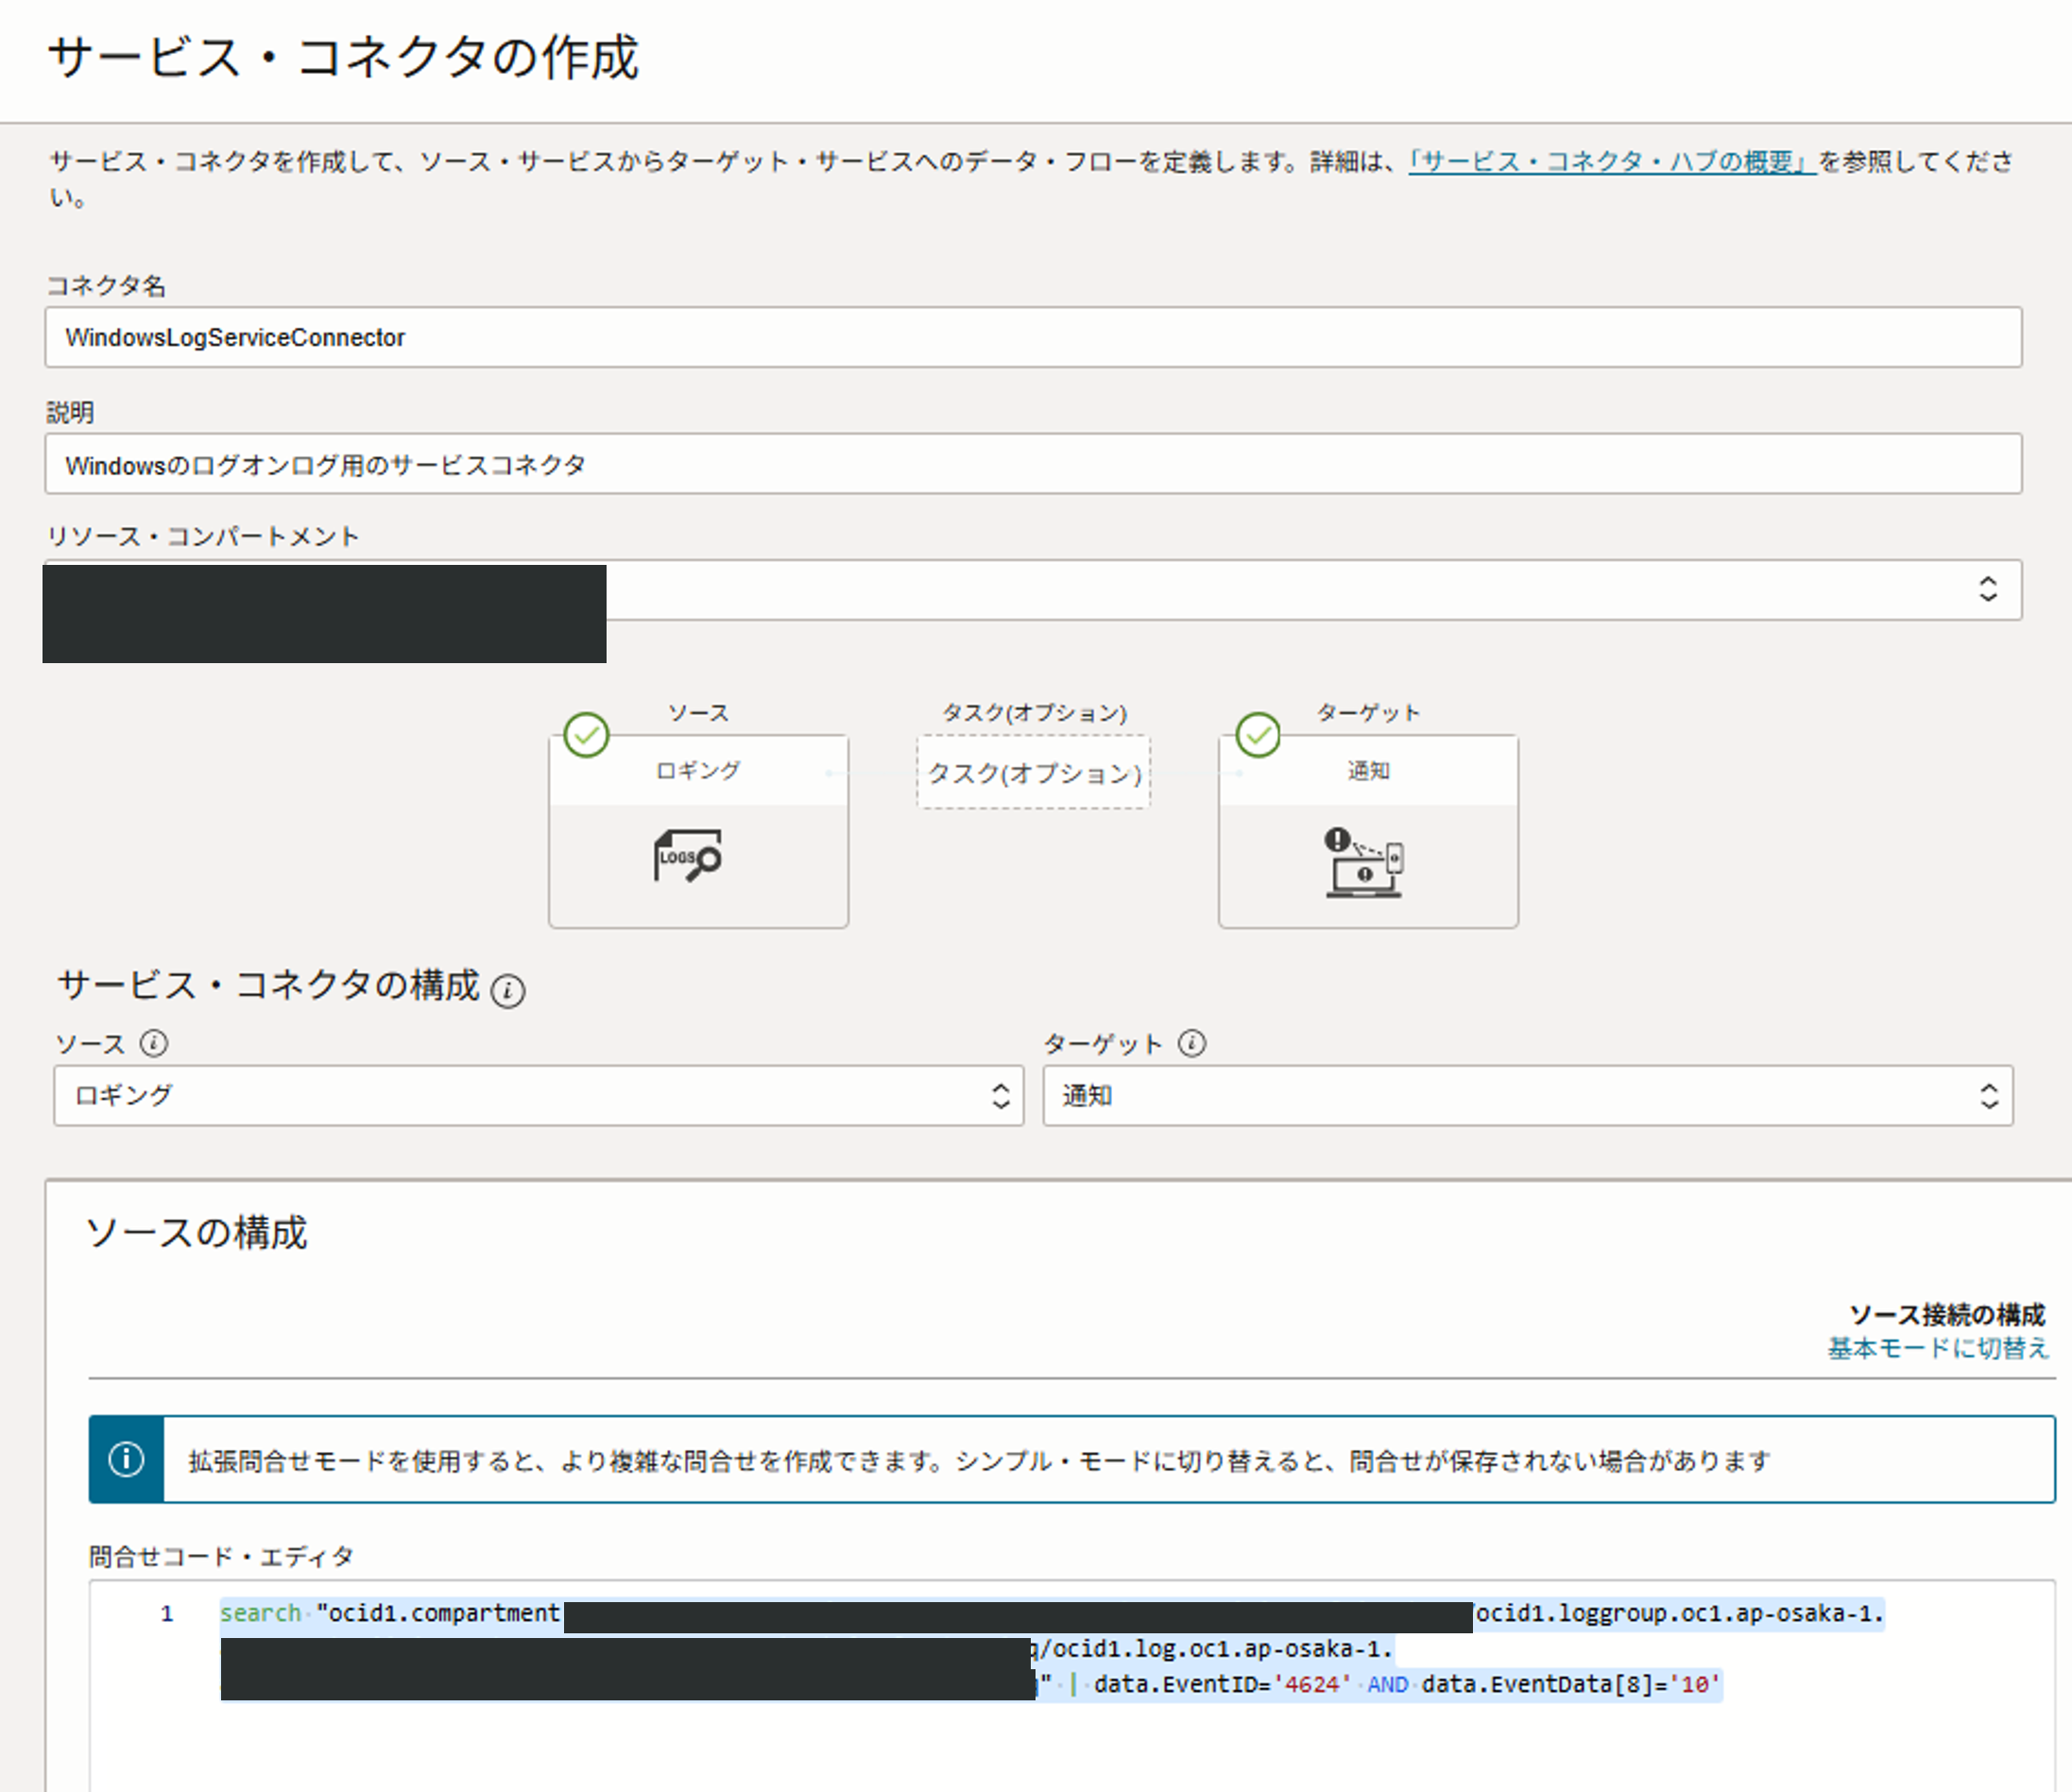 サービス・コネクタの作成
サービス・コネクタを作成して、ソース・サービスからターゲット・サービスへのデータ・フローを定義します。詳細は、「サービス・コネクタ・ハブの概要」を参照してくださ
い。
コネクタ名
WindowsLogServiceConnector
説明
Windowsのログオンログ用のサービスコネクタ
リソース・コンパートメント
ソース
タスク(オプション)
ターゲット
ロギング
タスク(オプション)
通知
LOGS
サービス・コネクタの構成
ソース
ターゲット
ロギング
通知
ソースの構成
ソース接続の構成
基本モードに切替え
拡張問合せモードを使用すると、より複雑な問合せを作成できます。シンプル・モードに切り替えると、問合せが保存されない場合があります
問合せコード・エディタ
1 search "ocid1.compartment ocid1.loggroup.oc1.ap-osaka-1.
q/ocid1.log.oc1.ap-osaka-1.
" | data.EventID='4624' AND data.EventData[8]='10'